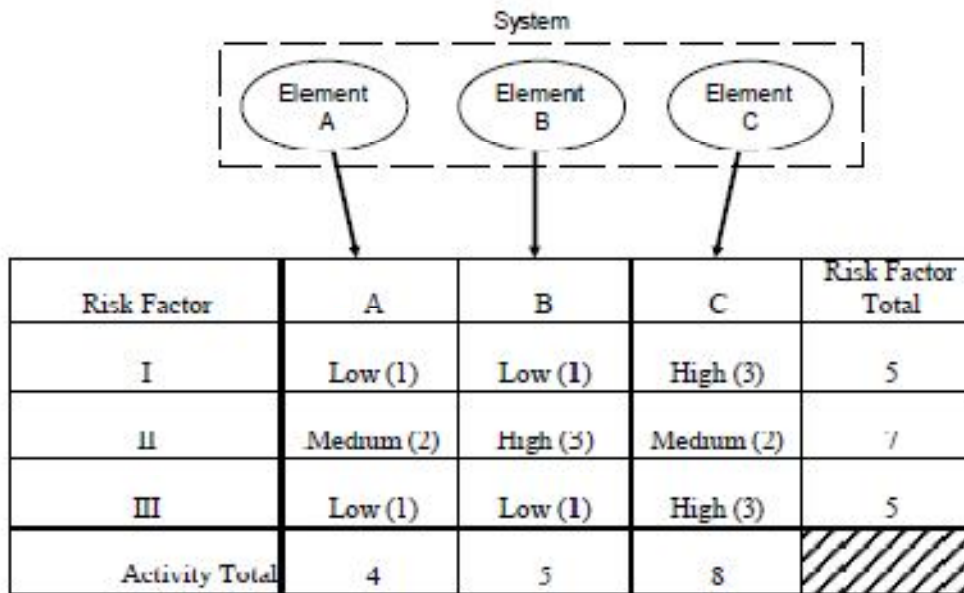 System
Element
A
Element
B
Element
C
Risk Factor
A
B
C
Risk Factor
Total
I
Low (1)
Low (1)
High (3)
5
II
Medium (2)
High (3)
Medium (2)
7
III
Low (1)
Low (1)
High (3)
5
Activity Total
4
5
8